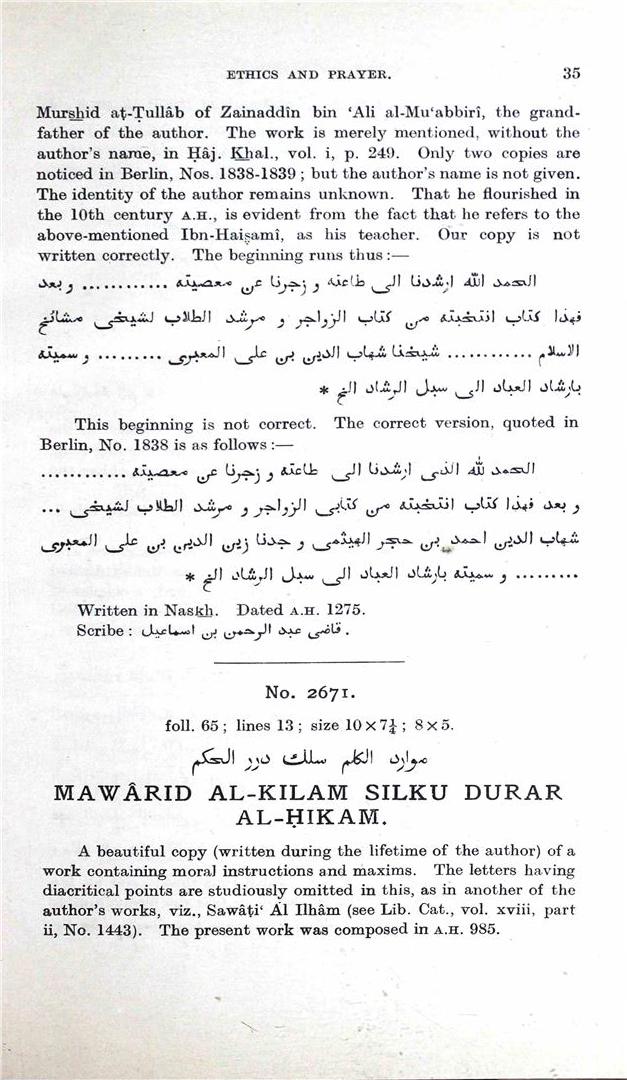 ETHICS AND PRAYER. 35
Murshid aṭ-Ṭullâb of Zainaddîn bin ‘Ali al-Mu‘abbirî, the grand-
father of the author. The work is merely mentioned, without the
author's name, in Ḥâj. Khal., vol. i, p. 249. Only two copies are
noticed in Berlin, Nos. 1838-1839 ; but the author's name is not given.
The identity of the author remains unknown. That he flourished in
the 10th century A.H., is evident from the fact that he refers to the
above-mentioned Ibn-Haiṣamî, as his teacher. Our copy is not
written correctly. The beginning runs thus :—
الحمد الله ارشدنا الى طاعته و زجرنا عن معصيته ............ و بعد
فهذا كتاب انتخبته من كتاب الزواجر و مرشد الطلاب لشيخى مشائخ
الاسلام ............ شيخنا شهاب الدين بن على المعبرى ......... و سميته
بارشاد العباد الى سبل الرشاد الخ *
This beginning is not correct. The correct version, quoted in
Berlin, No. 1838 is as follows :—
الحمد لله الذى ارشدنا الى طاعته و زجرنا عن معصيته ............
و بعد فهذا كتاب انتخبته من كتابى الزواجر و مرشد الطلاب لشيخى ...
شهاب الدين احمد بن حجر الهيثمى و جدنا زين الدين بن على المعبرى
......... و سميته بارشاد العباد الى سبل الرشاد الخ *
Written in Naskh. Dated A.H. 1275.
Scribe : قاضى عبد الرحمن بن اسماعيل .
No. 2671.
foll. 65 ; lines 13 ; size 10 × 7¼ ; 8 × 5.
موارد الكلم سلك درر الحكم
MAWÂRID AL-KILAM SILKU DURAR
AL-ḤIKAM.
A beautiful copy (written during the lifetime of the author) of a
work containing moral instructions and maxims. The letters having
diacritical points are studiously omitted in this, as in another of the
author's works, viz., Sawâṭi‘ Al Ilhâm (see Lib. Cat., vol. xviii, part
ii, No. 1443). The present work was composed in A.H. 985.